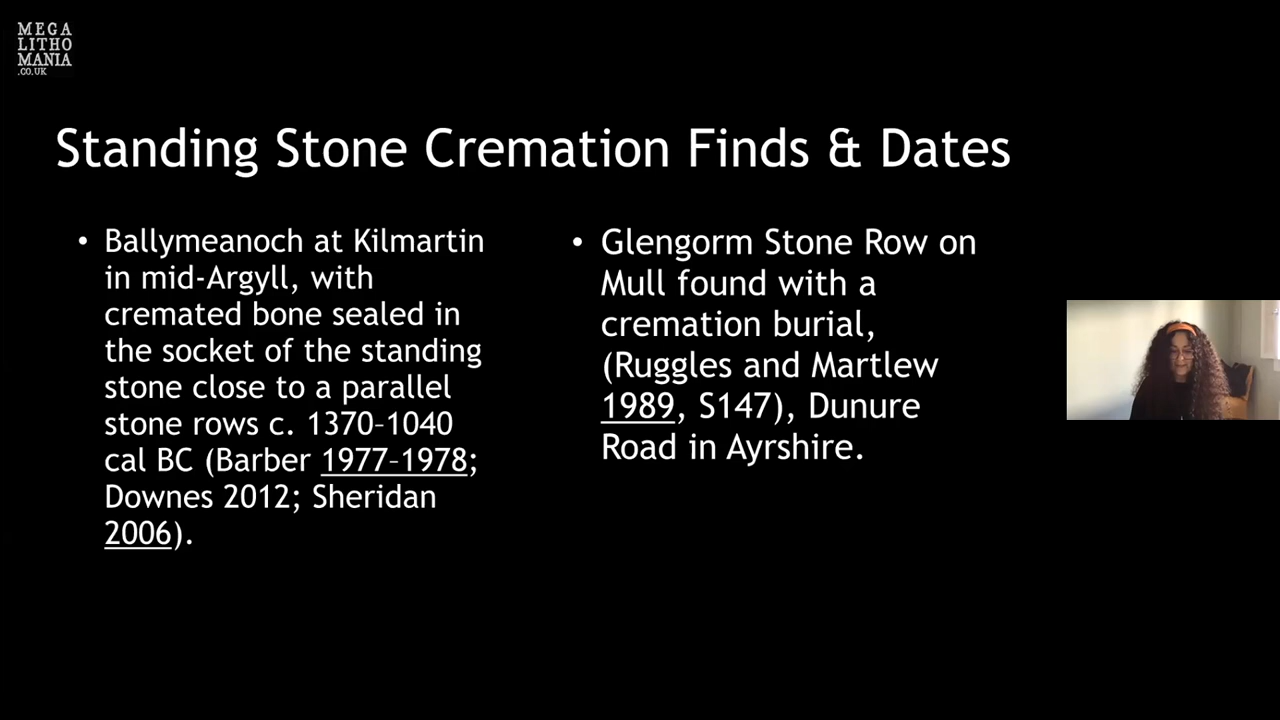 MEGA
LITHO
MANIA
.CO.UK
Standing Stone Cremation Finds & Dates
• Ballymeanoch at Kilmartin
in mid-Argyll, with
cremated bone sealed in
the socket of the standing
stone close to a parallel
stone rows c. 1370–1040
cal BC (Barber 1977–1978;
Downes 2012; Sheridan
2006).
• Glengorm Stone Row on
Mull found with a
cremation burial,
(Ruggles and Martlew
1989, S147), Dunure
Road in Ayrshire.